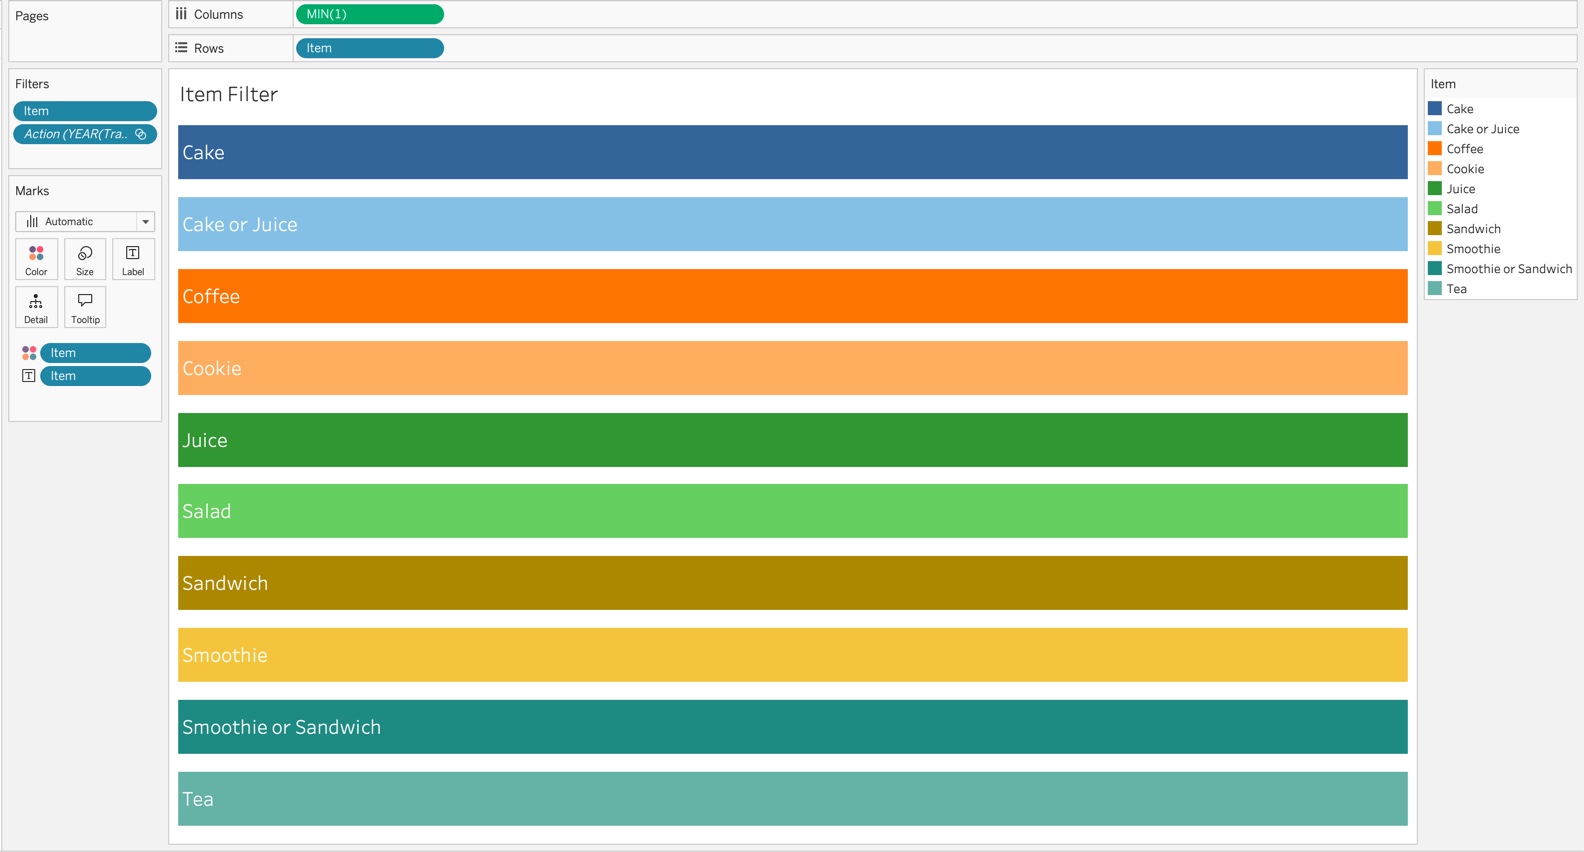 Pages
Columns
MIN(1)
Rows
Item
Filters
Item
Action (YEAR(Tra..
Marks
Automatic
Color
Size
T
Label
Detail
Tooltip
Item
T
Item
Item Filter
Cake
Cake or Juice
Coffee
Cookie
Juice
Salad
Sandwich
Smoothie
Smoothie or Sandwich
Tea
Item
Cake
Cake or Juice
Coffee
Cookie
Juice
Salad
Sandwich
Smoothie
Smoothie or Sandwich
Tea